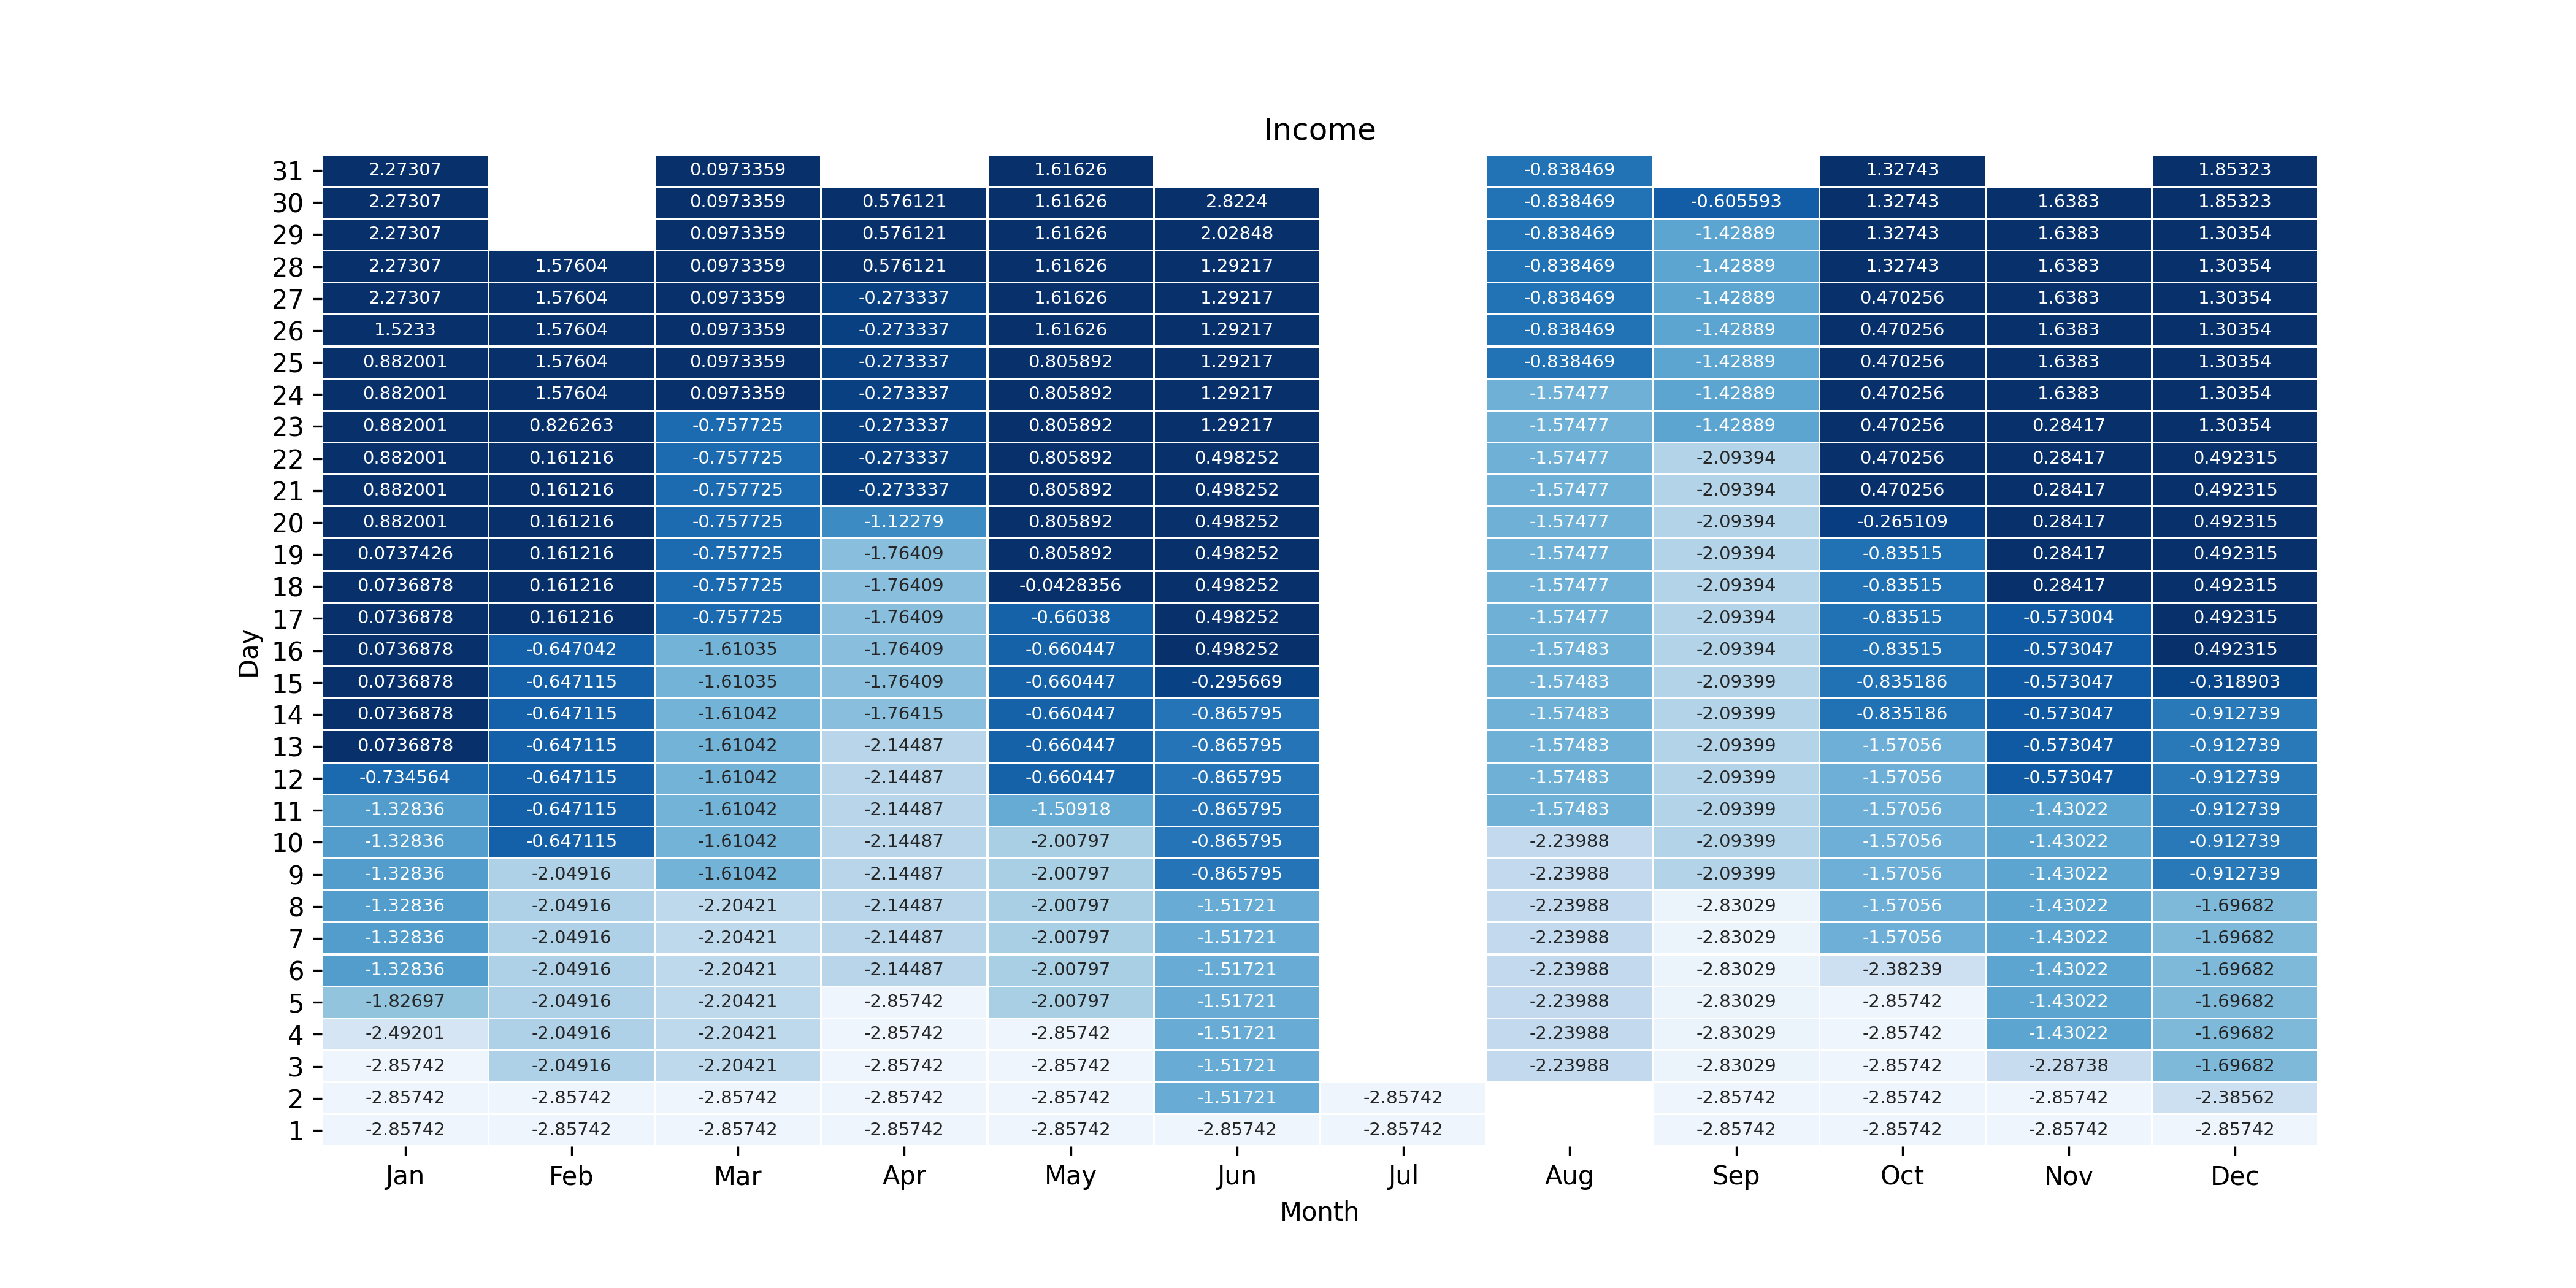 Income
31 2.27307 0.0973359 1.61626 -0.838469 1.32743 1.85323
30 2.27307 0.0973359 0.576121 1.61626 2.8224 -0.838469 -0.605593 1.32743 1.6383 1.85323
29 2.27307 0.0973359 0.576121 1.61626 2.02848 -0.838469 -1.42889 1.32743 1.6383 1.30354
28 2.27307 1.57604 0.0973359 0.576121 1.61626 1.29217 -0.838469 -1.42889 1.32743 1.6383 1.30354
27 2.27307 1.57604 0.0973359 -0.273337 1.61626 1.29217 -0.838469 -1.42889 0.470256 1.6383 1.30354
26 1.5233 1.57604 0.0973359 -0.273337 1.61626 1.29217 -0.838469 -1.42889 0.470256 1.6383 1.30354
25 0.882001 1.57604 0.0973359 -0.273337 0.805892 1.29217 -0.838469 -1.42889 0.470256 1.6383 1.30354
24 0.882001 1.57604 0.0973359 -0.273337 0.805892 1.29217 -1.57477 -1.42889 0.470256 1.6383 1.30354
23 0.882001 0.826263 -0.757725 -0.273337 0.805892 1.29217 -1.57477 -1.42889 0.470256 0.28417 1.30354
22 0.882001 0.161216 -0.757725 -0.273337 0.805892 0.498252 -1.57477 -2.09394 0.470256 0.28417 0.492315
21 0.882001 0.161216 -0.757725 -0.273337 0.805892 0.498252 -1.57477 -2.09394 0.470256 0.28417 0.492315
20 0.882001 0.161216 -0.757725 -1.12279 0.805892 0.498252 -1.57477 -2.09394 -0.265109 0.28417 0.492315
19 0.0737426 0.161216 -0.757725 -1.76409 0.805892 0.498252 -1.57477 -2.09394 -0.83515 0.28417 0.492315
18 0.0736878 0.161216 -0.757725 -1.76409 -0.0428356 0.498252 -1.57477 -2.09394 -0.83515 0.28417 0.492315
17 0.0736878 0.161216 -0.757725 -1.76409 -0.66038 0.498252 -1.57477 -2.09394 -0.83515 -0.573004 0.492315
16 0.0736878 -0.647042 -1.61035 -1.76409 -0.660447 0.498252 -1.57483 -2.09394 -0.83515 -0.573047 0.492315
15 0.0736878 -0.647115 -1.61035 -1.76409 -0.660447 -0.295669 -1.57483 -2.09399 -0.835186 -0.573047 -0.318903
14 0.0736878 -0.647115 -1.61042 -1.76415 -0.660447 -0.865795 -1.57483 -2.09399 -0.835186 -0.573047 -0.912739
13 0.0736878 -0.647115 -1.61042 -2.14487 -0.660447 -0.865795 -1.57483 -2.09399 -1.57056 -0.573047 -0.912739
12 -0.734564 -0.647115 -1.61042 -2.14487 -0.660447 -0.865795 -1.57483 -2.09399 -1.57056 -0.573047 -0.912739
11 -1.32836 -0.647115 -1.61042 -2.14487 -1.50918 -0.865795 -1.57483 -2.09399 -1.57056 -1.43022 -0.912739
10 -1.32836 -0.647115 -1.61042 -2.14487 -2.00797 -0.865795 -2.23988 -2.09399 -1.57056 -1.43022 -0.912739
9 -1.32836 -2.04916 -1.61042 -2.14487 -2.00797 -0.865795 -2.23988 -2.09399 -1.57056 -1.43022 -0.912739
8 -1.32836 -2.04916 -2.20421 -2.14487 -2.00797 -1.51721 -2.23988 -2.83029 -1.57056 -1.43022 -1.69682
7 -1.32836 -2.04916 -2.20421 -2.14487 -2.00797 -1.51721 -2.23988 -2.83029 -1.57056 -1.43022 -1.69682
6 -1.32836 -2.04916 -2.20421 -2.14487 -2.00797 -1.51721 -2.23988 -2.83029 -2.38239 -1.43022 -1.69682
5 -1.82697 -2.04916 -2.20421 -2.85742 -2.00797 -1.51721 -2.23988 -2.83029 -2.85742 -1.43022 -1.69682
4 -2.49201 -2.04916 -2.20421 -2.85742 -2.85742 -1.51721 -2.23988 -2.83029 -2.85742 -1.43022 -1.69682
3 -2.85742 -2.04916 -2.20421 -2.85742 -2.85742 -1.51721 -2.23988 -2.83029 -2.85742 -2.28738 -1.69682
2 -2.85742 -2.85742 -2.85742 -2.85742 -2.85742 -1.51721 -2.85742 -2.85742 -2.85742 -2.85742 -2.38562
1 -2.85742 -2.85742 -2.85742 -2.85742 -2.85742 -2.85742 -2.85742 -2.85742 -2.85742 -2.85742 -2.85742
Day
Jan Feb Mar Apr May Jun Jul Aug Sep Oct Nov Dec
Month